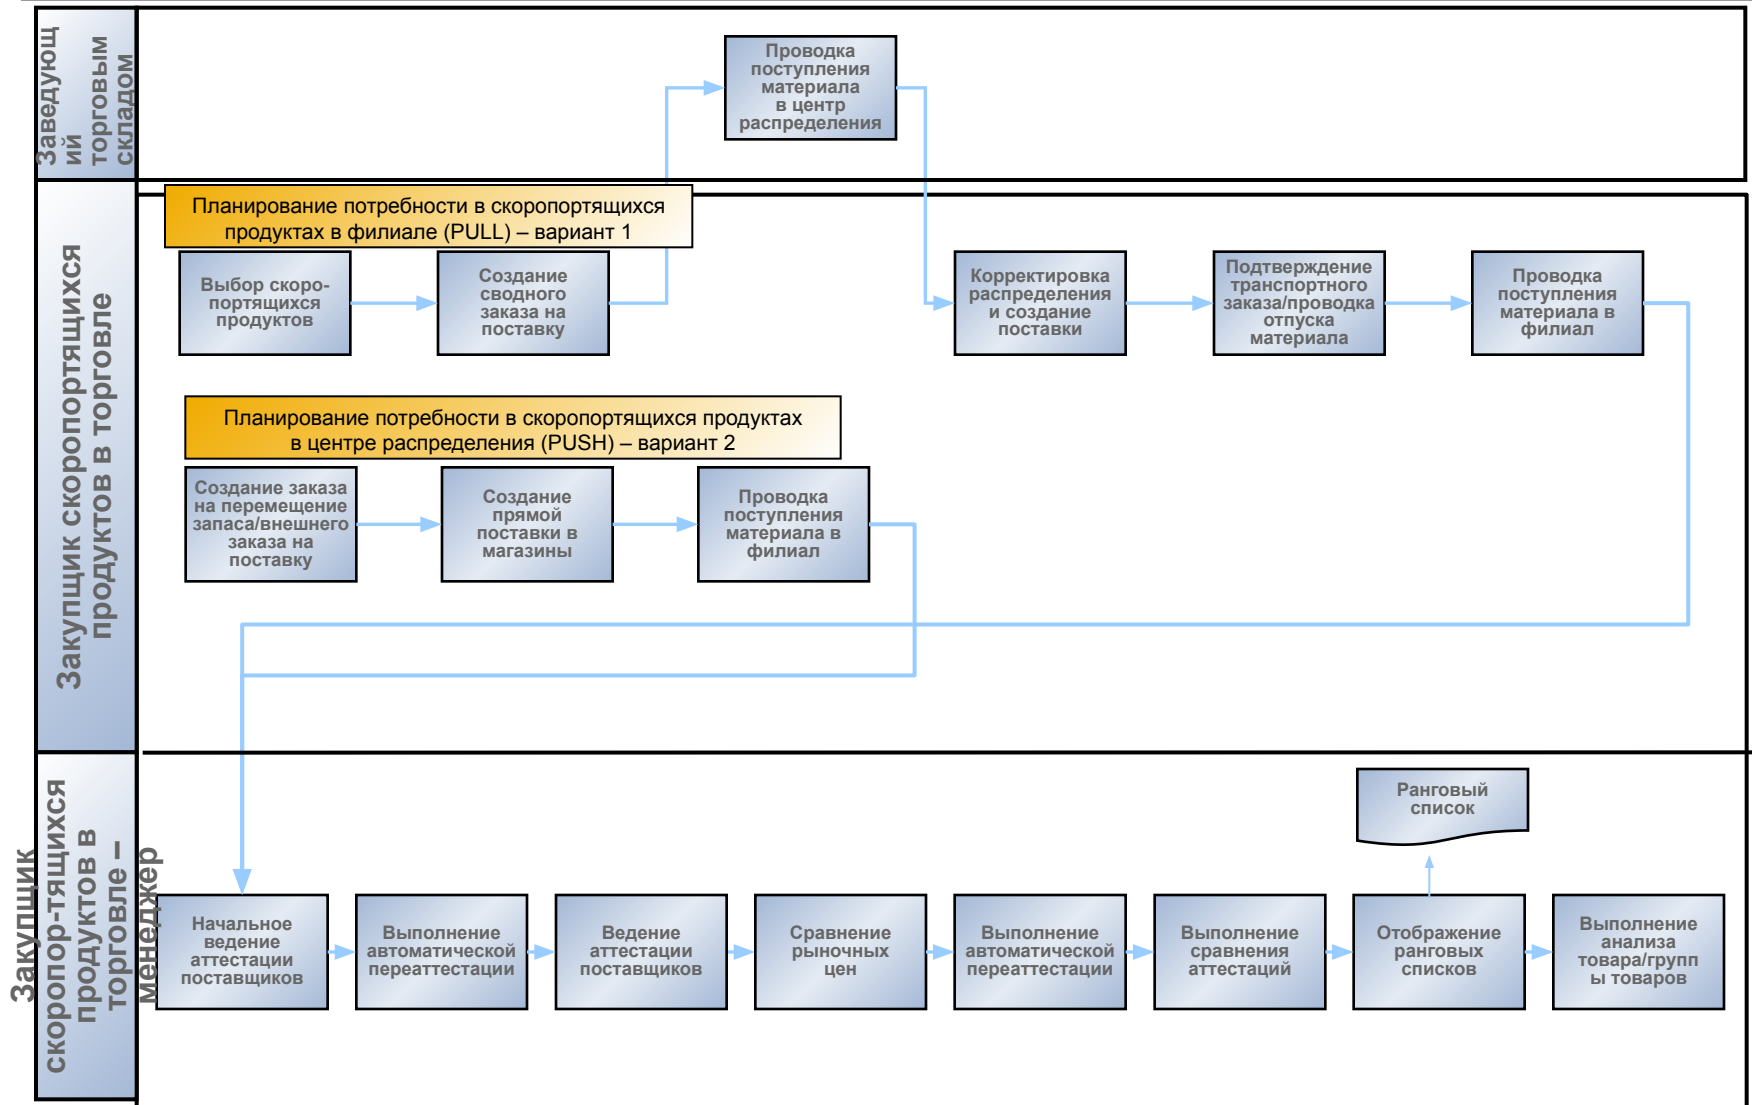 Заведующ
ий
торговым
складом
Проводка
поступления
материала
в центр
распределения
Закупщик скоропортящихся
продуктов в торговле
Планирование потребности в скоропортящихся
продуктах в филиале (PULL) – вариант 1
Выбор скоро-
портящихся
продуктов
Создание
сводного
заказа на
поставку
Корректировка
распределения
и создание
поставки
Подтверждение
транспортного
заказа/проводка
отпуска
материала
Проводка
поступления
материала в
филиал
Планирование потребности в скоропортящихся продуктах
в центре распределения (PUSH) – вариант 2
Создание заказа
на перемещение
запаса/внешнего
заказа на
поставку
Создание
прямой
поставки в
магазины
Проводка
поступления
материала в
филиал
Закупщик
скоропор-тящихся
продуктов в
торговле –
менеджер
Ранговый
список
Начальное
ведение
аттестации
поставщиков
Выполнение
автоматической
переаттестации
Ведение
аттестации
поставщиков
Сравнение
рыночных
цен
Выполнение
автоматической
переаттестации
Выполнение
сравнения
аттестаций
Отображение
ранговых
списков
Выполнение
анализа
товара/групп
ы товаров